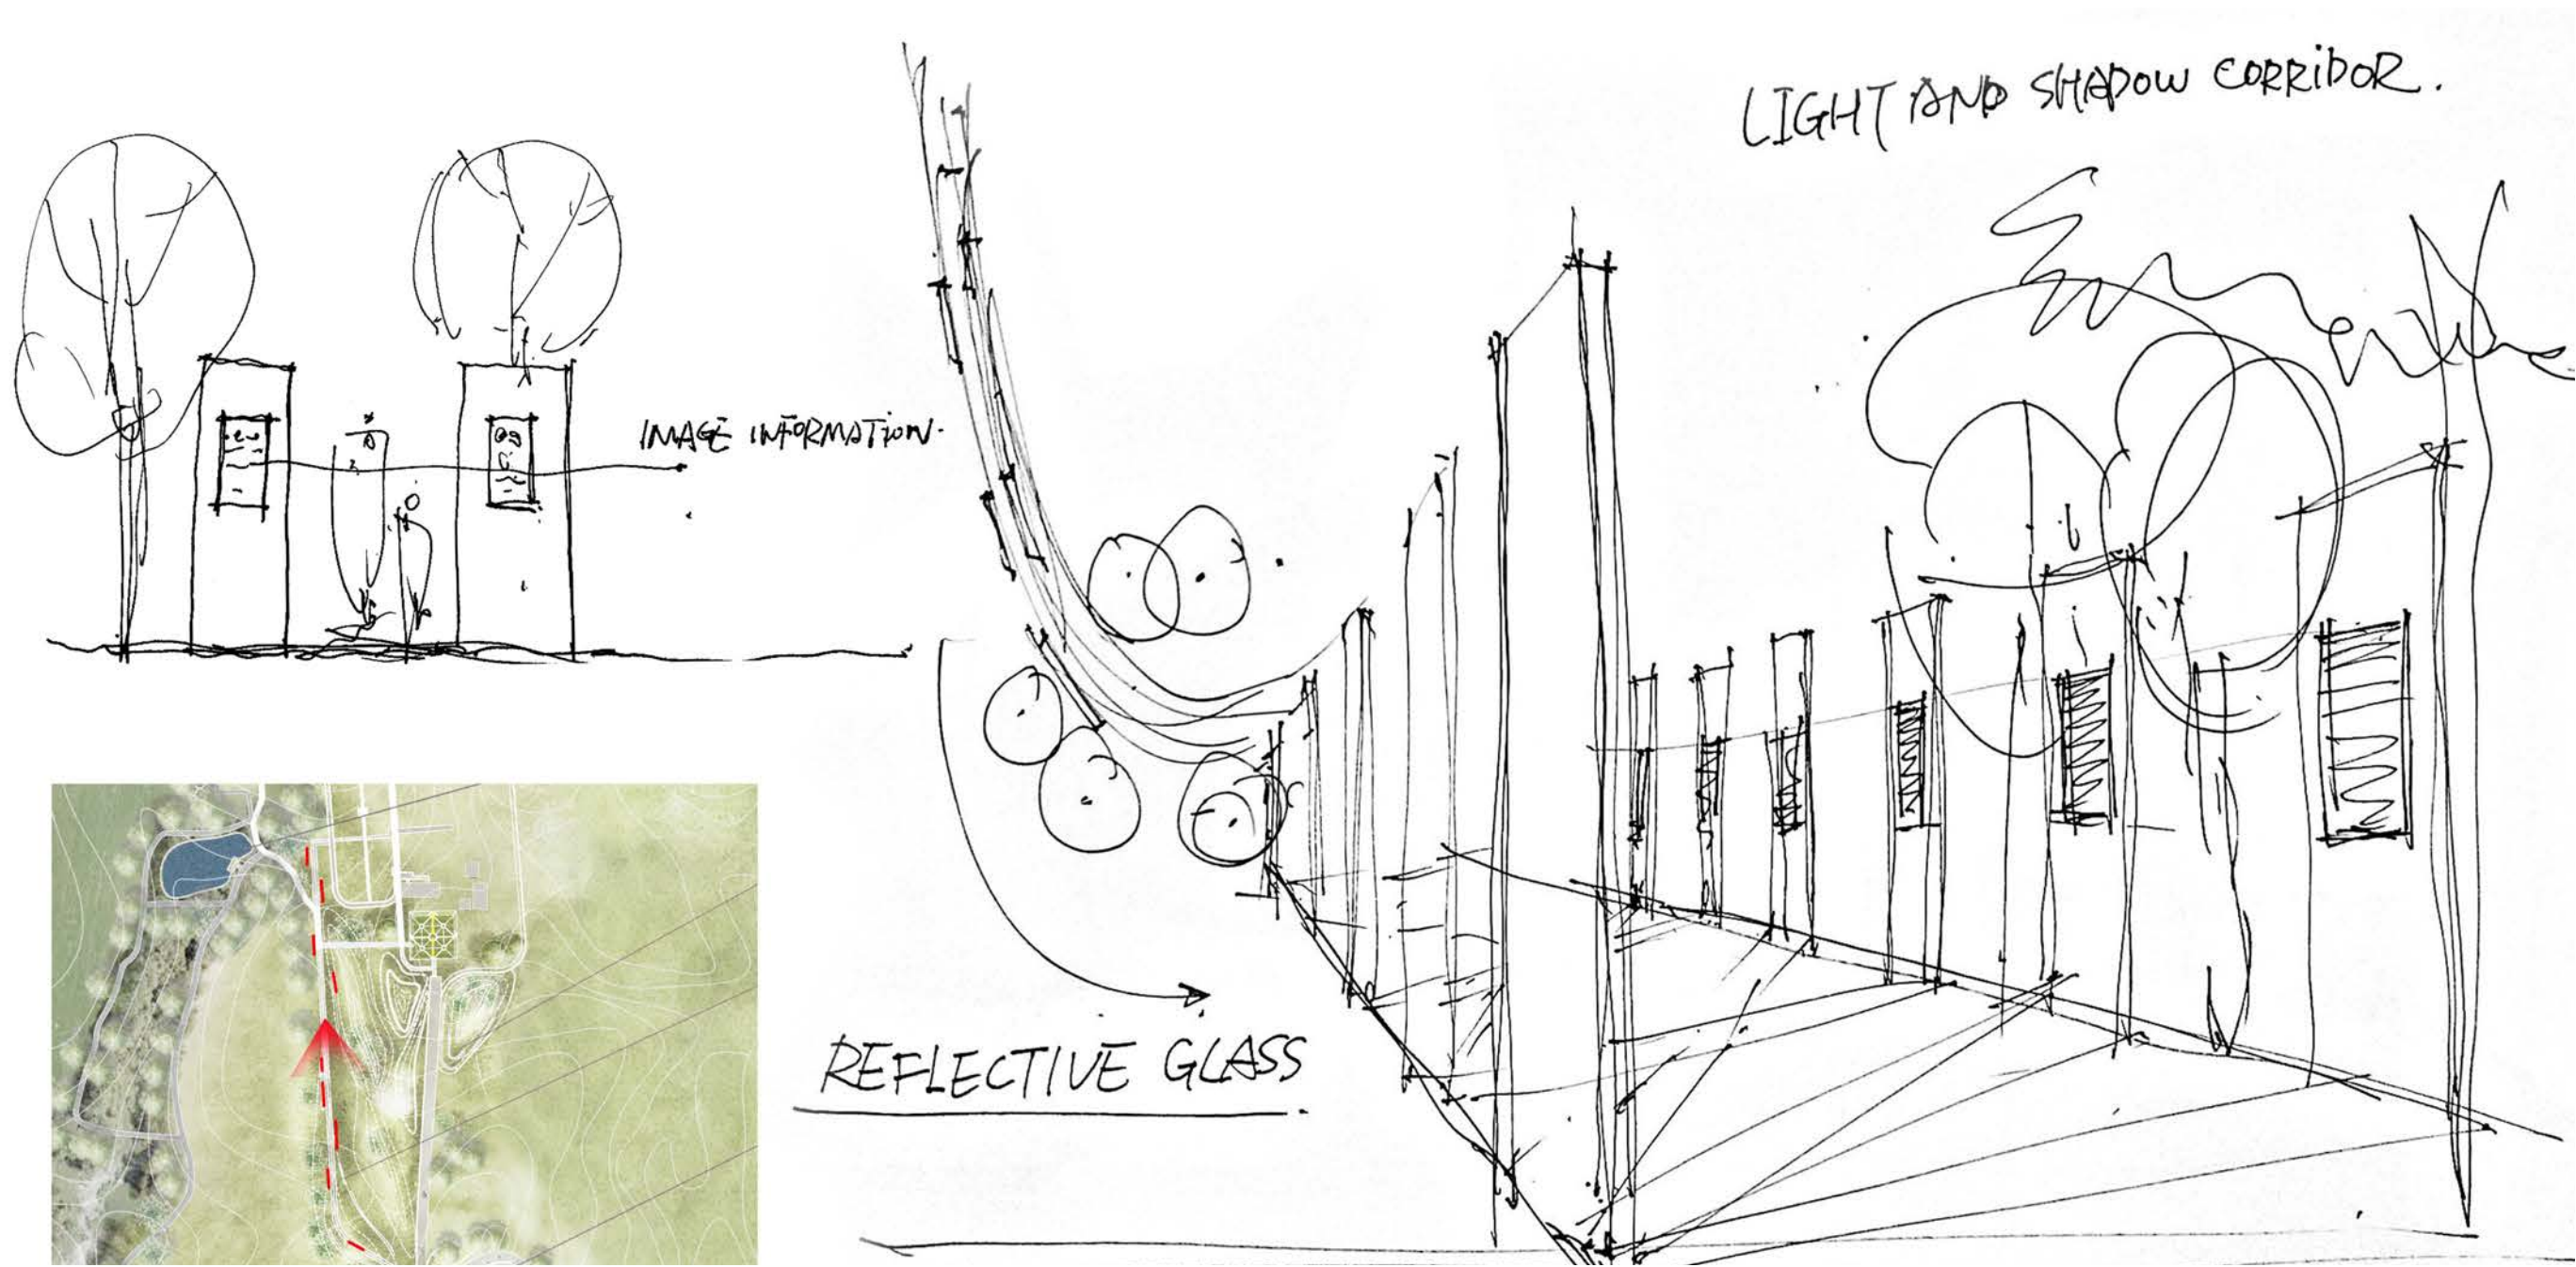 LIGHT AND SHADOW CORRIDOR.
IMAGE INFORMATION.
REFLECTIVE GLASS